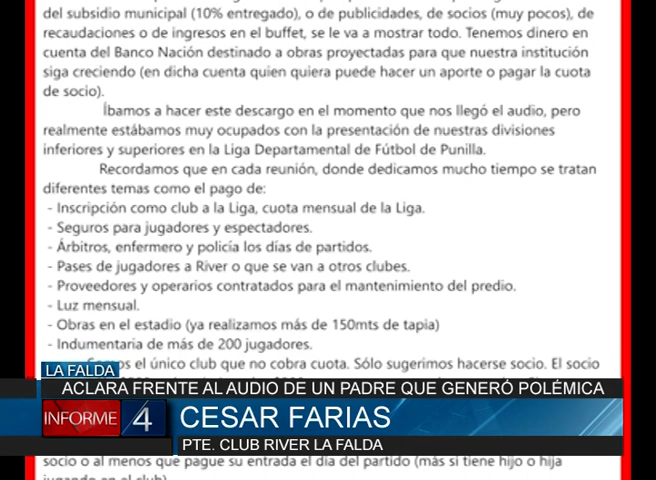 del subsidio municipal (10% entregado), o de publicidades, de socios (muy pocos), de
recaudaciones o de ingresos en el buffet, se le va a mostrar todo. Tenemos dinero en
cuenta del Banco Nación destinado a obras proyectadas para que nuestra institución
siga creciendo (en dicha cuenta quien quiera puede hacer un aporte o pagar la cuota
de socio).
Íbamos a hacer este descargo en el momento que nos llegó el audio, pero
realmente estábamos muy ocupados con la presentación de nuestras divisiones
inferiores y superiores en la Liga Departamental de Fútbol de Punilla.
Recordamos que en cada reunión, donde dedicamos mucho tiempo se tratan
diferentes temas como el pago de:
- Inscripción como club a la Liga, cuota mensual de la Liga.
- Seguros para jugadores y espectadores.
- Árbitros, enfermero y policía los días de partidos.
- Pases de jugadores a River o que se van a otros clubes.
- Proveedores y operarios contratados para el mantenimiento del predio.
- Luz mensual.
- Obras en el estadio (ya realizamos más de 150mts de tapia)
- Indumentaria de más de 200 jugadores.
el único club que no cobra cuota. Sólo sugerimos hacerse socio. El socio
LA FALDA
ACLARA FRENTE AL AUDIO DE UN PADRE QUE GENERÓ POLÉMICA
INFORME 4 CESAR FARIAS
PTE. CLUB RIVER LA FALDA
socio o al menos que pague su entrada el día del partido (más si tiene hijo o hija
jugando en el club)